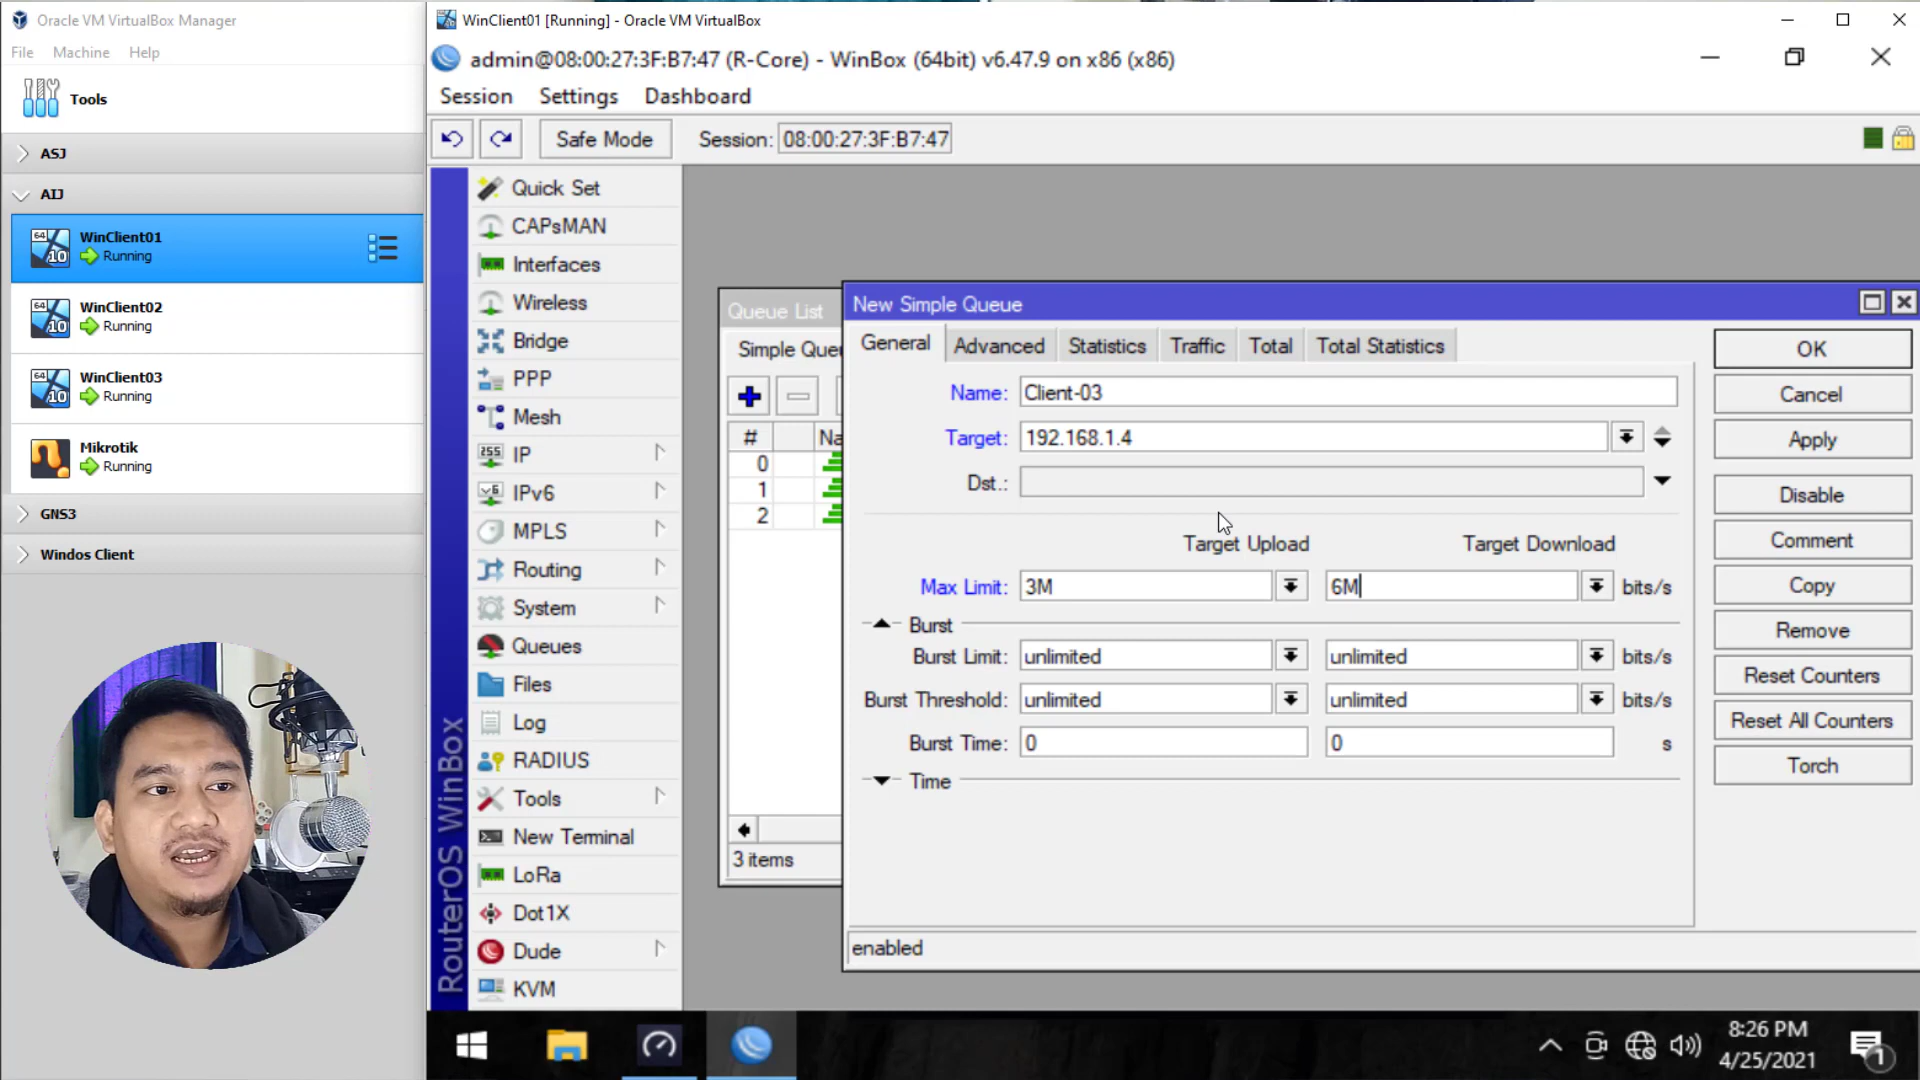 Oracle VM VirtualBox Manager
File Machine Help
Tools
ASJ
AIJ
WinClient01
Running
WinClient02
Running
WinClient03
Running
Mikrotik
Running
GNS3
Windos Client
WinClient01 [Running] - Oracle VM VirtualBox
admin@08:00:27:3F:B7:47 (R-Core) - WinBox (64bit) v6.47.9 on x86 (x86)
Session Settings Dashboard
Safe Mode Session: 08:00:27:3F:B7:47
RouterOS WinBox
Quick Set
CAPsMAN
Interfaces
Wireless
Bridge
PPP
Mesh
IP
IPv6
MPLS
Routing
System
Queues
Files
Log
RADIUS
Tools
New Terminal
LoRa
Dot1X
Dude
KVM
Queue List
Simple Que
# Na
0
1
2
3 items
New Simple Queue
General Advanced Statistics Traffic Total Total Statistics
Name: Client-03
Target: 192.168.1.4
Dst.:
Target Upload Target Download
Max Limit: 3M 6M bits/s
Burst
Burst Limit: unlimited unlimited bits/s
Burst Threshold: unlimited unlimited bits/s
Burst Time: 0 0 s
Time
enabled
OK
Cancel
Apply
Disable
Comment
Copy
Remove
Reset Counters
Reset All Counters
Torch
8:26 PM
4/25/2021
1